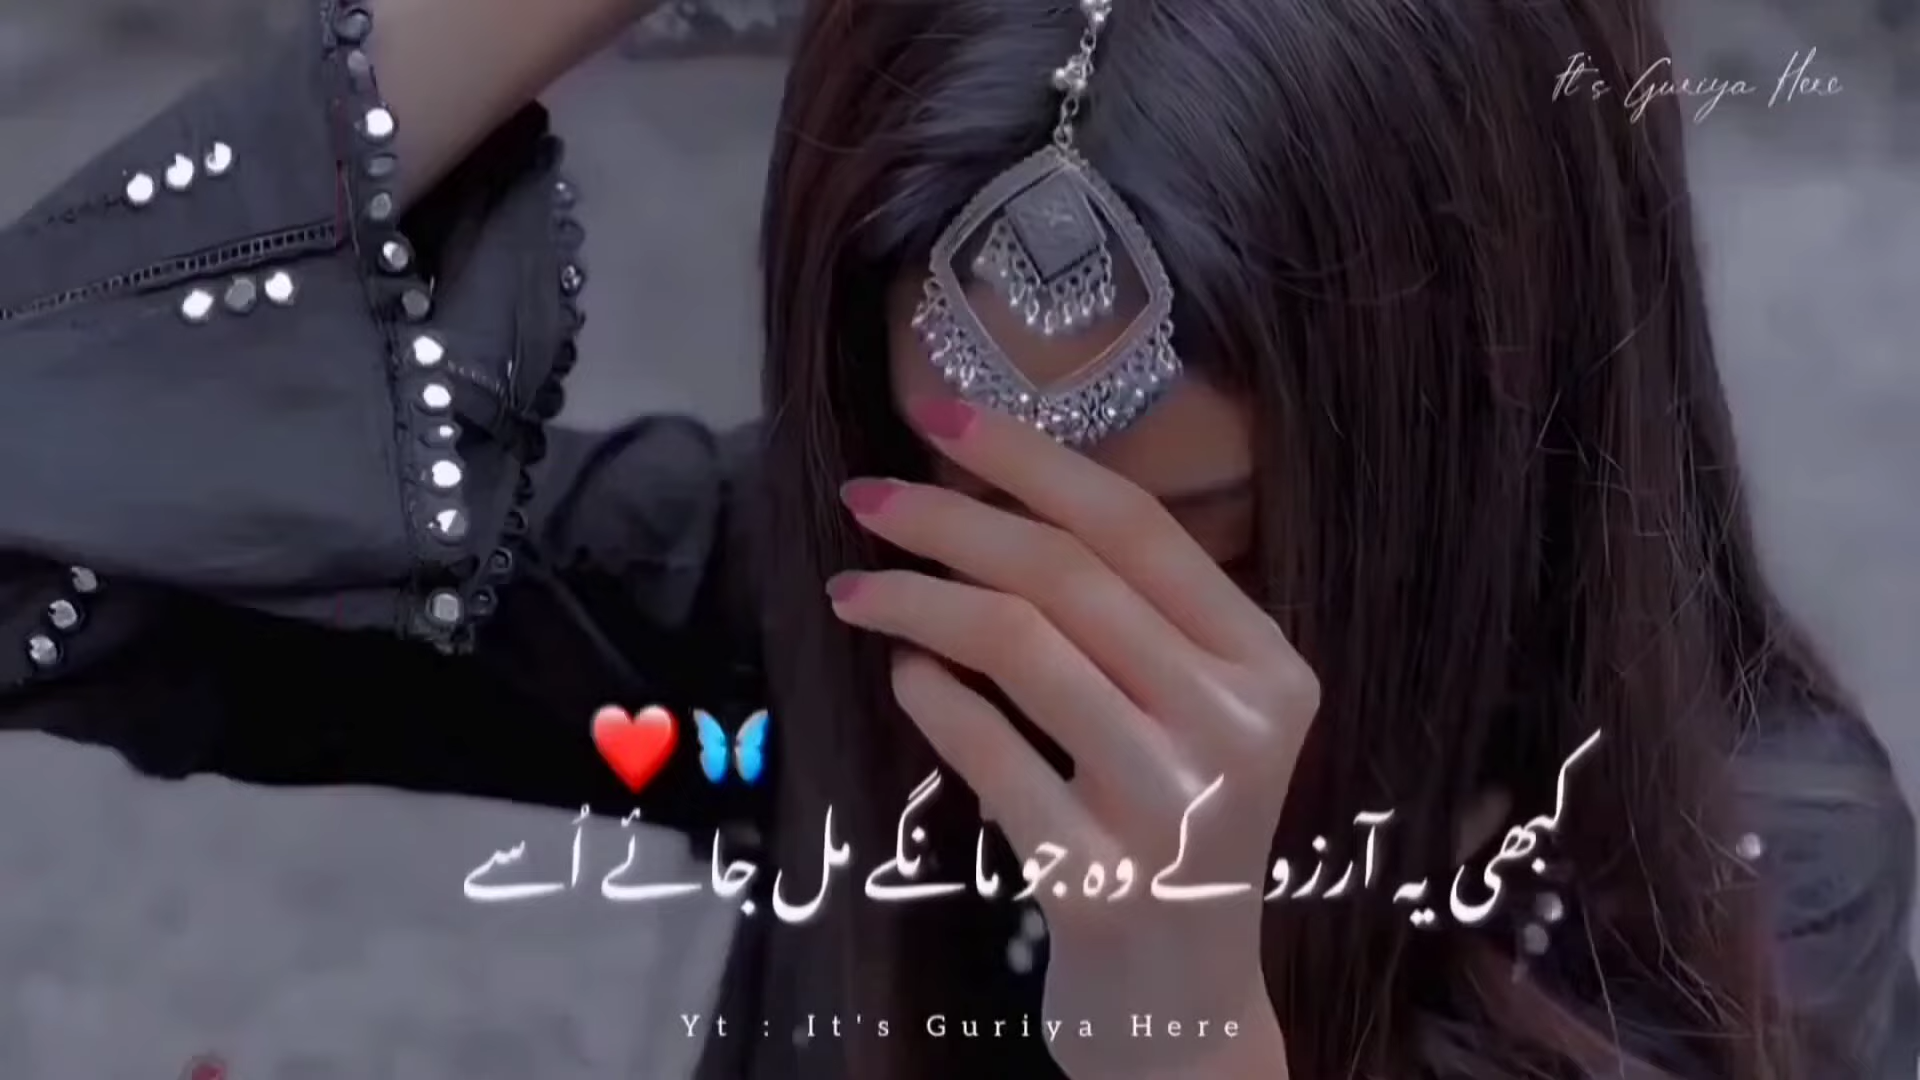 It's Guriya Here
❤️🦋
کبھی یہ آرزو کے وہ جو مانگے مل جائے اُسے
Yt : It's Guriya Here